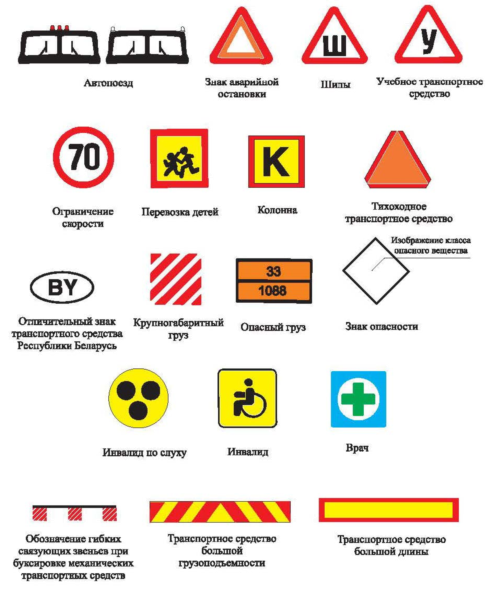 Ш
У
Автопоезд
Знак аварийной
остановки
Шипы
Учебное транспортное
средство
70
К
Ограничение
скорости
Перевозка детей
Колонна
Тихоходное
транспортное средство
Изображение класса
опасного вещества
BY
33
1088
Отличительный знак
транспортного средства
Республики Беларусь
Крупногабаритный
груз
Опасный груз
Знак опасности
Инвалид по слуху
Инвалид
Врач
Обозначение гибких
связующих звеньев при
буксировке механических
транспортных средств
Транспортное средство
большой
грузоподъемности
Транспортное средство
большой длины